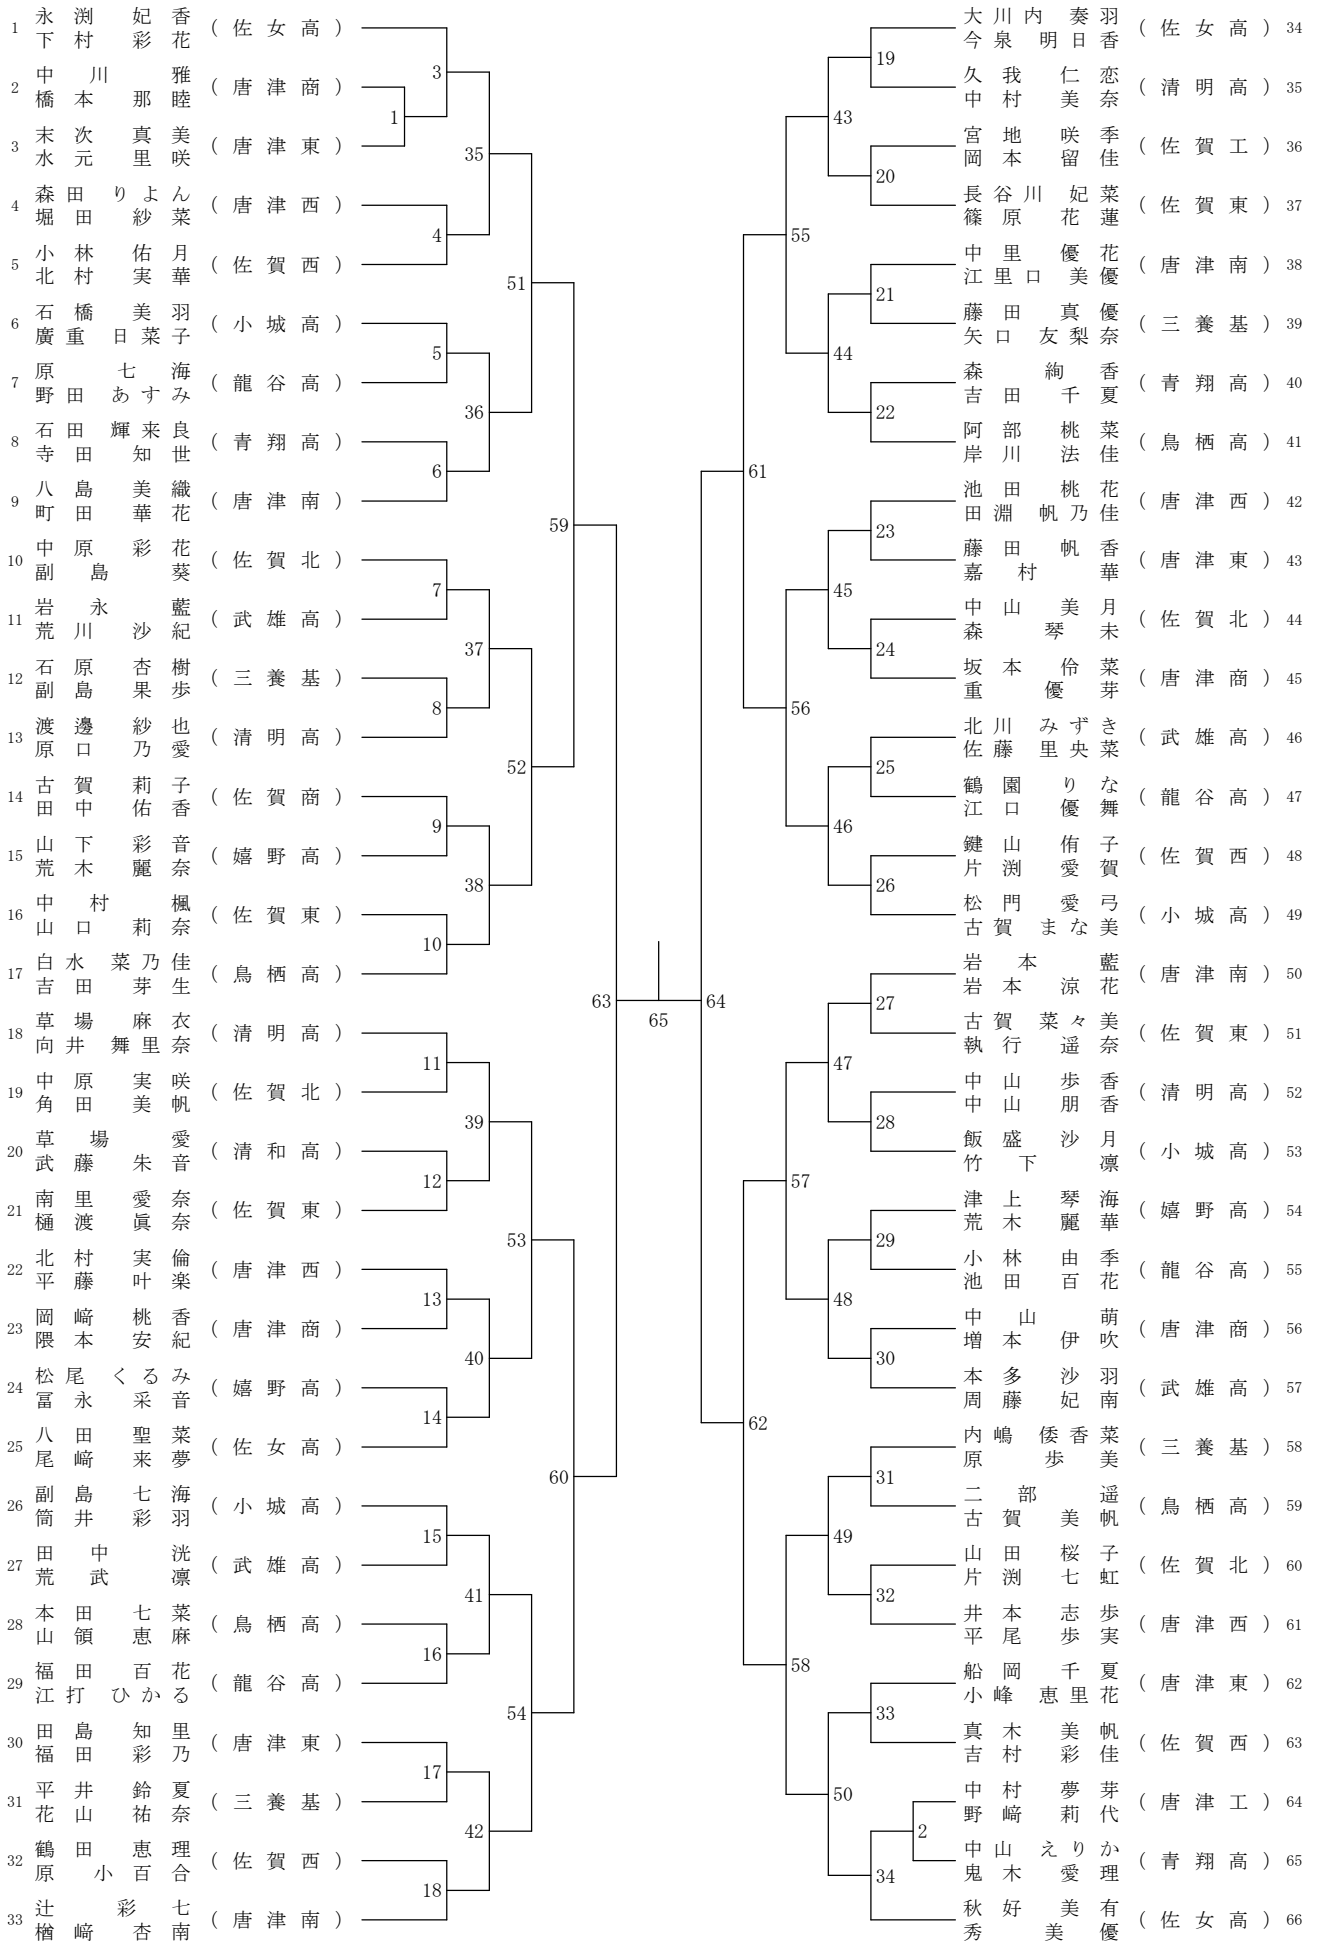 1 永渕妃香 下村彩花 (佐女高)
2 中川雅 橋本那睦 (唐津商)
3 末次真美 水元里咲 (唐津東)
4 森田りよん 堀田紗菜 (唐津西)
5 小林佑月 北村実華 (佐賀西)
6 石橋美羽 廣重日菜子 (小城高)
7 原七海 野田あすみ (龍谷高)
8 石田輝来良 寺田知世 (青翔高)
9 八島美織 町田華花 (唐津南)
10 中原彩花 副島葵 (佐賀北)
11 岩永藍 荒川沙紀 (武雄高)
12 石原杏樹 副島果歩 (三養基)
13 渡邊紗也 原口乃愛 (清明高)
14 古賀莉子 田中佑香 (佐賀商)
15 山下彩音 荒木麗奈 (嬉野高)
16 中村楓 山口莉奈 (佐賀東)
17 白水菜乃佳 吉田芽生 (鳥栖高)
18 草場麻衣 向井舞里奈 (清明高)
19 中原実咲 角田美帆 (佐賀北)
20 草場愛 武藤朱音 (清和高)
21 南里愛奈 樋渡眞奈 (佐賀東)
22 北村実倫 平藤叶楽 (唐津西)
23 岡﨑桃香 隈本安紀 (唐津商)
24 松尾くるみ 冨永采音 (嬉野高)
25 八田聖菜 尾﨑来夢 (佐女高)
26 副島七海 筒井彩羽 (小城高)
27 田中洸 荒武凛 (武雄高)
28 本田七菜 山領恵麻 (鳥栖高)
29 福田百花 江打ひかる (龍谷高)
30 田島知里 福田彩乃 (唐津東)
31 平井鈴夏 花山祐奈 (三養基)
32 鶴田恵理 原小百合 (佐賀西)
33 辻彩七 楢﨑杏南 (唐津南)
3
1
35
4
51
5
36
6
59
7
37
8
52
9
38
10
63
65
64
11
39
12
53
13
40
14
60
15
41
16
54
17
42
18
19
43
20
55
21
44
22
61
23
45
24
56
25
46
26
27
47
28
57
29
48
30
62
31
49
32
58
33
50
2
34
大川内奏羽 今泉明日香 (佐女高) 34
久我仁恋 中村美奈 (清明高) 35
宮地咲季 岡本留佳 (佐賀工) 36
長谷川妃菜 篠原花蓮 (佐賀東) 37
中里優花 江里口美優 (唐津南) 38
藤田真優 矢口友梨奈 (三養基) 39
森絢香 吉田千夏 (青翔高) 40
阿部桃菜 岸川法佳 (鳥栖高) 41
池田桃花 田淵帆乃佳 (唐津西) 42
藤田帆香 嘉村華 (唐津東) 43
中山美月 森琴未 (佐賀北) 44
坂本伶菜 重優芽 (唐津商) 45
北川みずき 佐藤里央菜 (武雄高) 46
鶴園りな 江口優舞 (龍谷高) 47
鍵山侑子 片渕愛賀 (佐賀西) 48
松門愛弓 古賀まな美 (小城高) 49
岩本藍 岩本涼花 (唐津南) 50
古賀菜々美 執行遥奈 (佐賀東) 51
中山歩香 中山朋香 (清明高) 52
飯盛沙月 竹下凛 (小城高) 53
津上琴海 荒木麗華 (嬉野高) 54
小林由季 池田百花 (龍谷高) 55
中山萌 増本伊吹 (唐津商) 56
本多沙羽 周藤妃南 (武雄高) 57
内嶋倭香菜 原歩美 (三養基) 58
二部遥 古賀美帆 (鳥栖高) 59
山田桜子 片渕七虹 (佐賀北) 60
井本志歩 平尾歩実 (唐津西) 61
船岡千夏 小峰恵里花 (唐津東) 62
真木美帆 吉村彩佳 (佐賀西) 63
中村夢芽 野﨑莉代 (唐津工) 64
中山えりか 鬼木愛理 (青翔高) 65
秋好美有 秀美優 (佐女高) 66